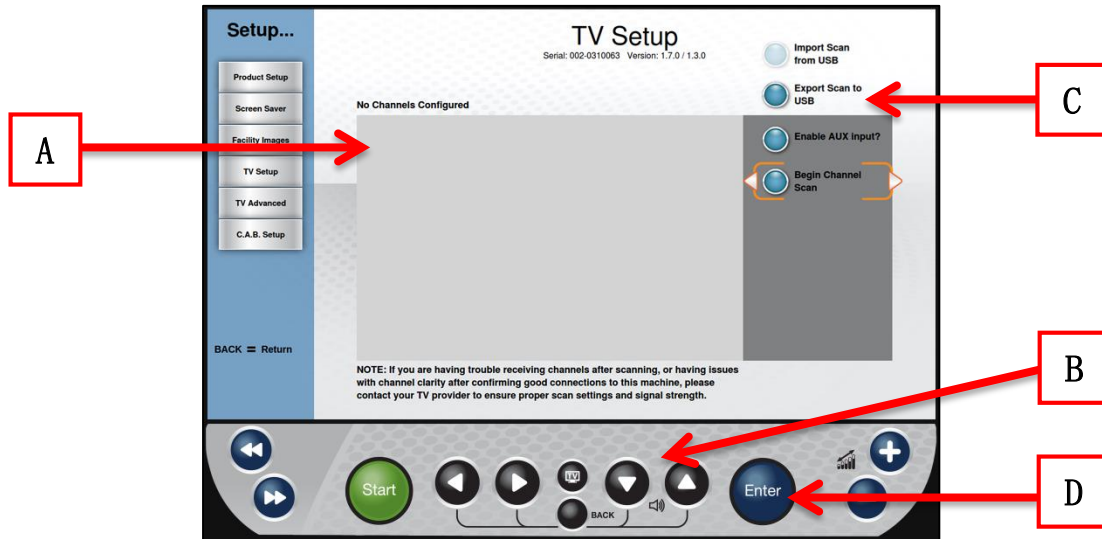 Setup...
Product Setup
Screen Saver
Facility Images
TV Setup
TV Advanced
C.A.B. Setup
BACK = Return
TV Setup
Serial: 002-0310063 Version: 1.7.0 / 1.3.0
Import Scan
from USB
Export Scan to
USB
No Channels Configured
Enable AUX input?
Begin Channel
Scan
NOTE: If you are having trouble receiving channels after scanning, or having issues
with channel clarity after confirming good connections to this machine, please
contact your TV provider to ensure proper scan settings and signal strength.
Start
TV
BACK
Enter
A
C
B
D